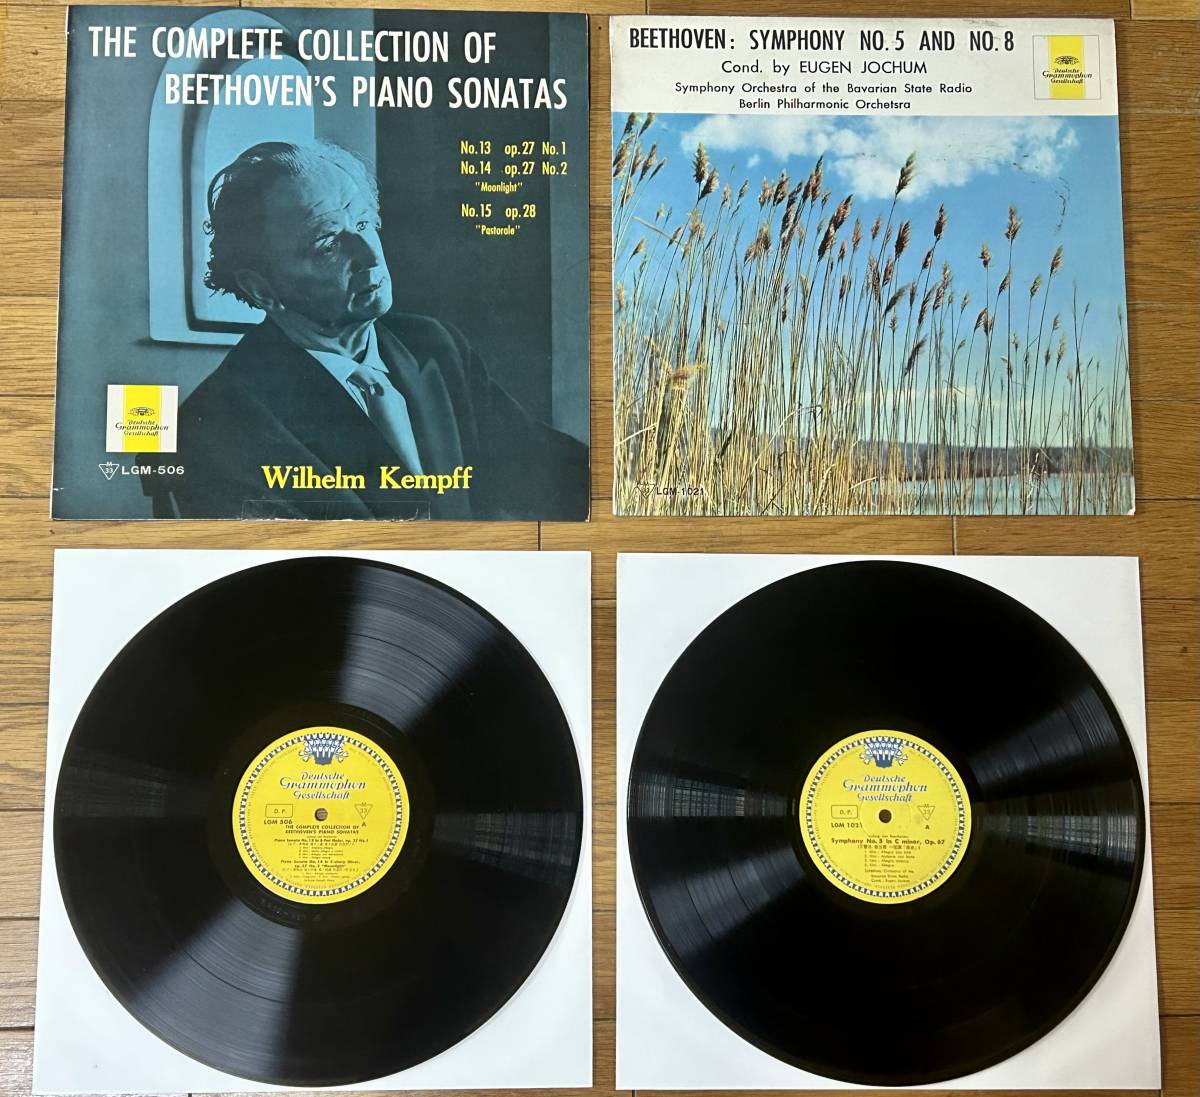 THE COMPLETE COLLECTION OF
BEETHOVEN'S PIANO SONATAS
No.13 op.27 No.1
No.14 op.27 No.2
"Moonlight"
No.15 op.28
"Pastorale"
Deutsche
Grammophon
Gesellschaft
M
33
LGM-506
Wilhelm Kempff
BEETHOVEN: SYMPHONY NO. 5 AND NO. 8
Cond. by EUGEN JOCHUM
Symphony Orchestra of the Bavarian State Radio
Berlin Philharmonic Orchetsra
Deutsche
Grammophon
Gesellschaft
LGM-1021
Deutsche
Grammophon
Gesellschaft
D. P.
M
33
LGM 506
A
THE COMPLETE COLLECTION OF
BEETHOVEN'S PIANO SONATAS
Deutsche
Grammophon
Gesellschaft
D. P.
M
33
LGM 1021
A
Symphony No. 5 in C minor, Op. 67